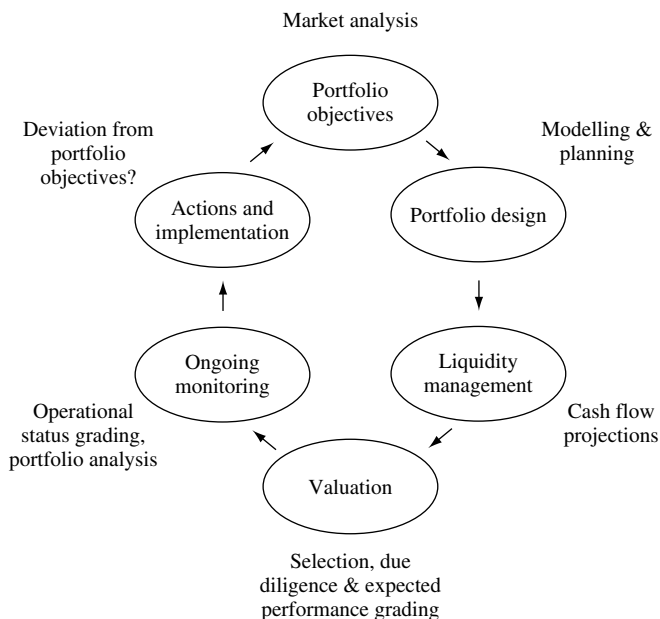 Market analysis
Portfolio
objectives
Deviation from
portfolio
objectives?
Modelling &
planning
Actions and
implementation
Portfolio design
Ongoing
monitoring
Liquidity
management
Operational
status grading,
portfolio analysis
Cash flow
projections
Valuation
Selection, due
diligence & expected
performance grading